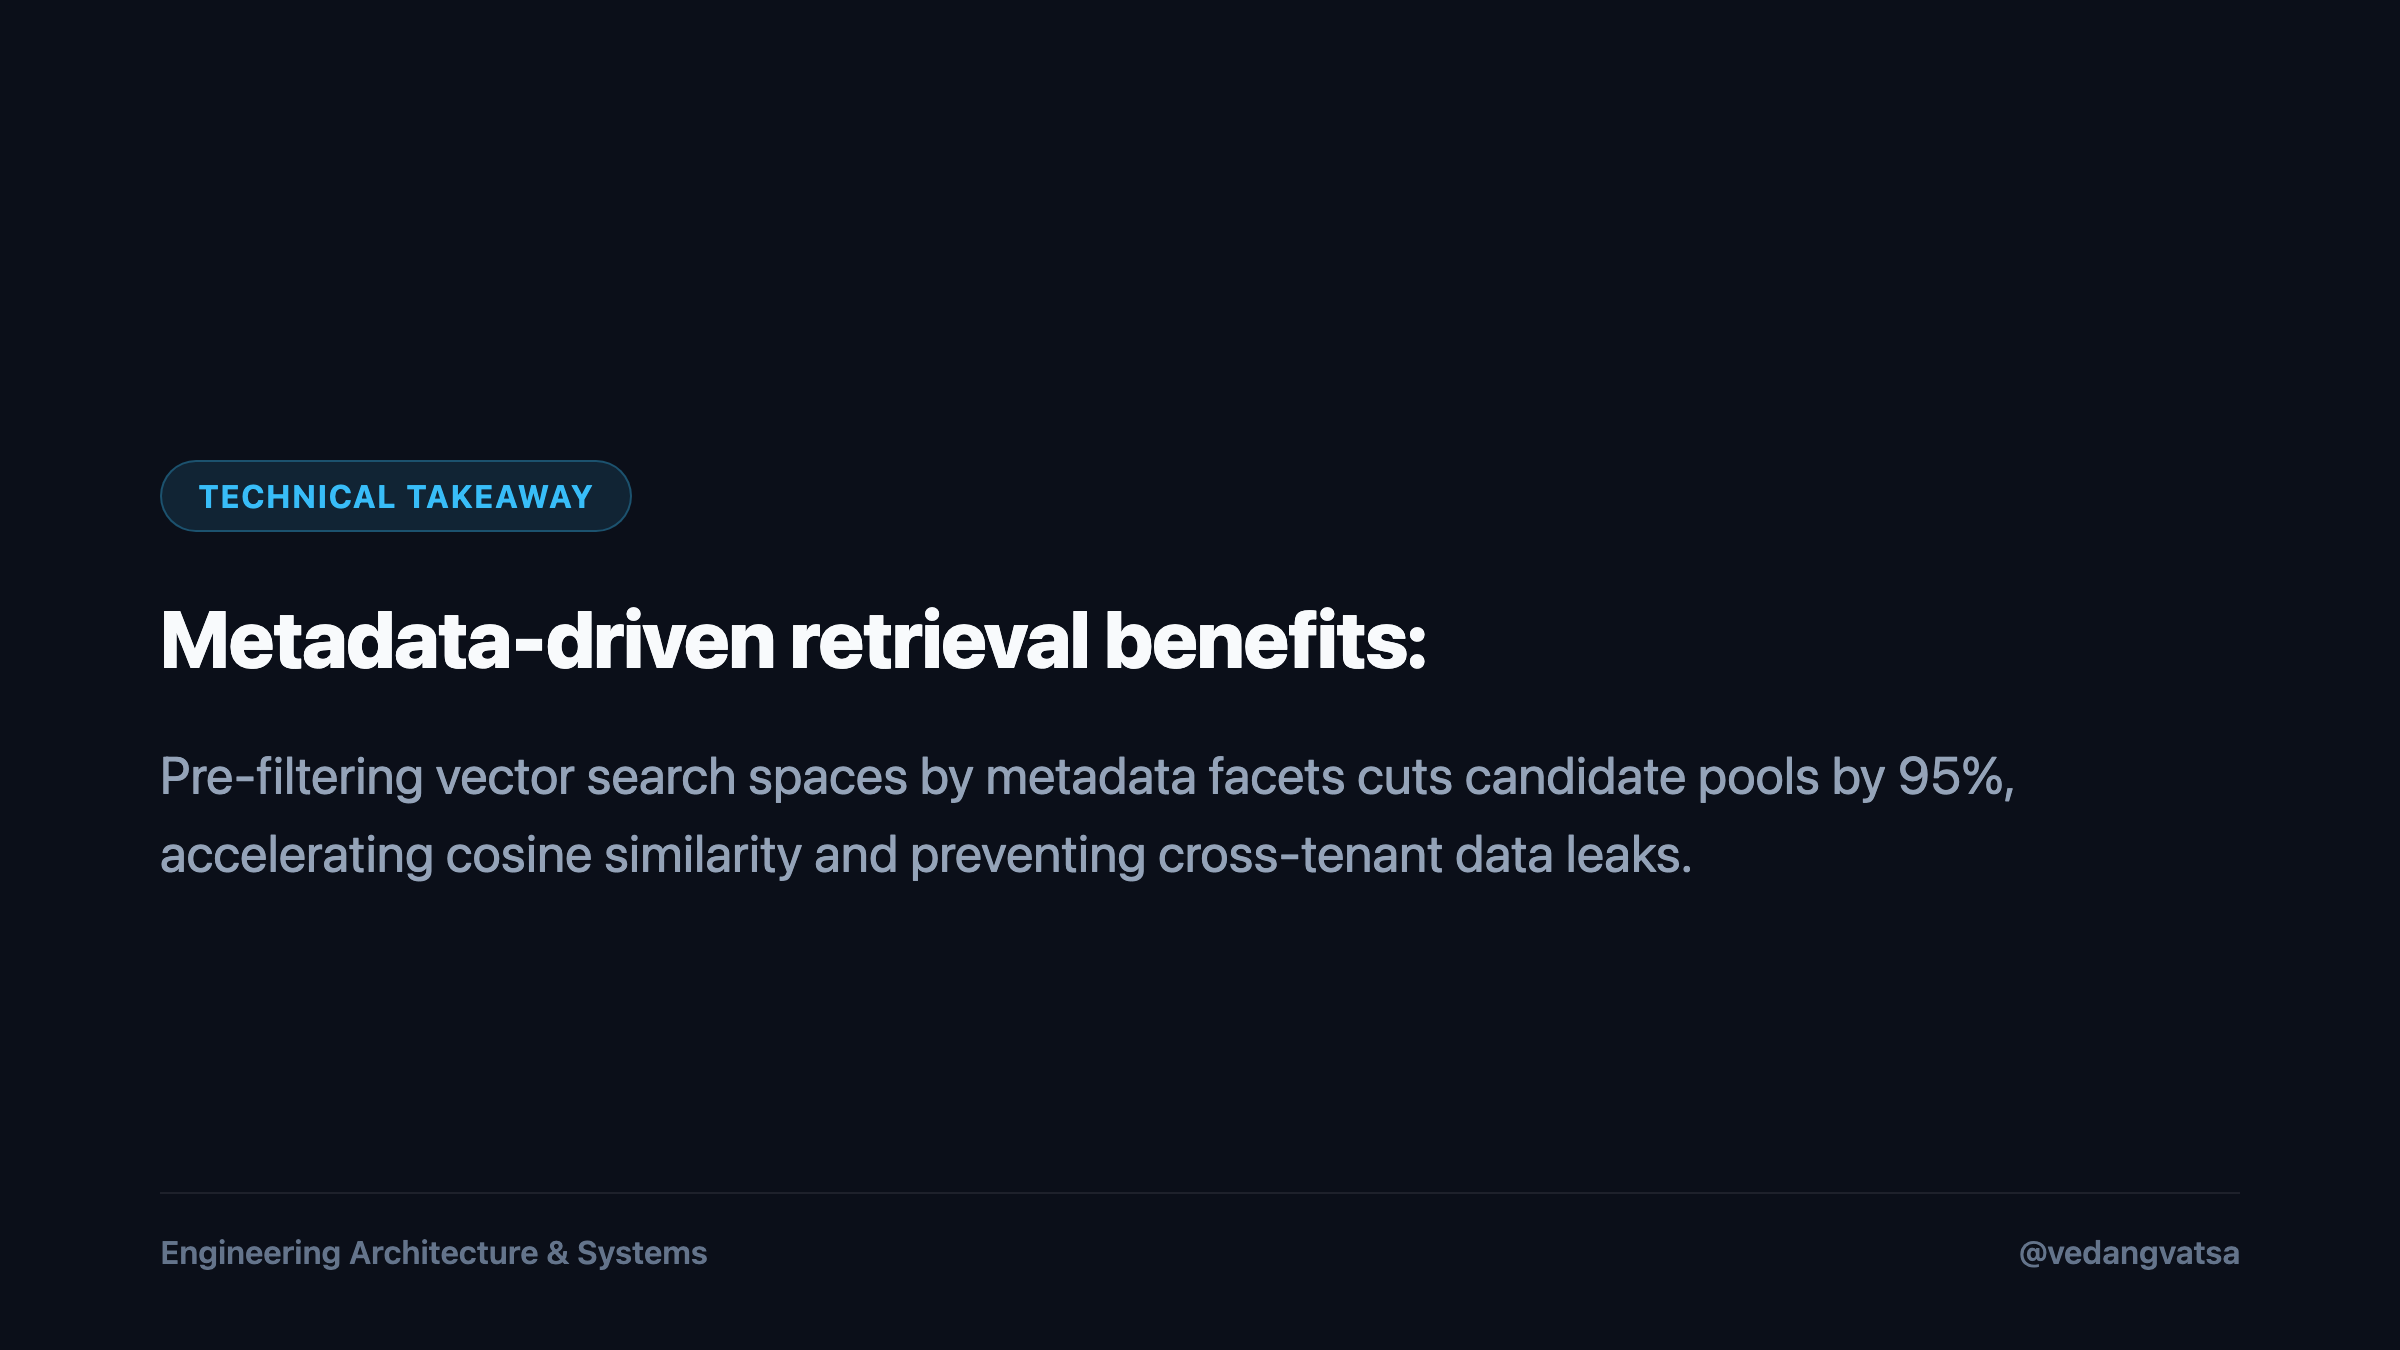 TECHNICAL TAKEAWAY
Metadata-driven retrieval benefits:
Pre-filtering vector search spaces by metadata facets cuts candidate pools by 95%,
accelerating cosine similarity and preventing cross-tenant data leaks.
Engineering Architecture & Systems
@vedangvatsa